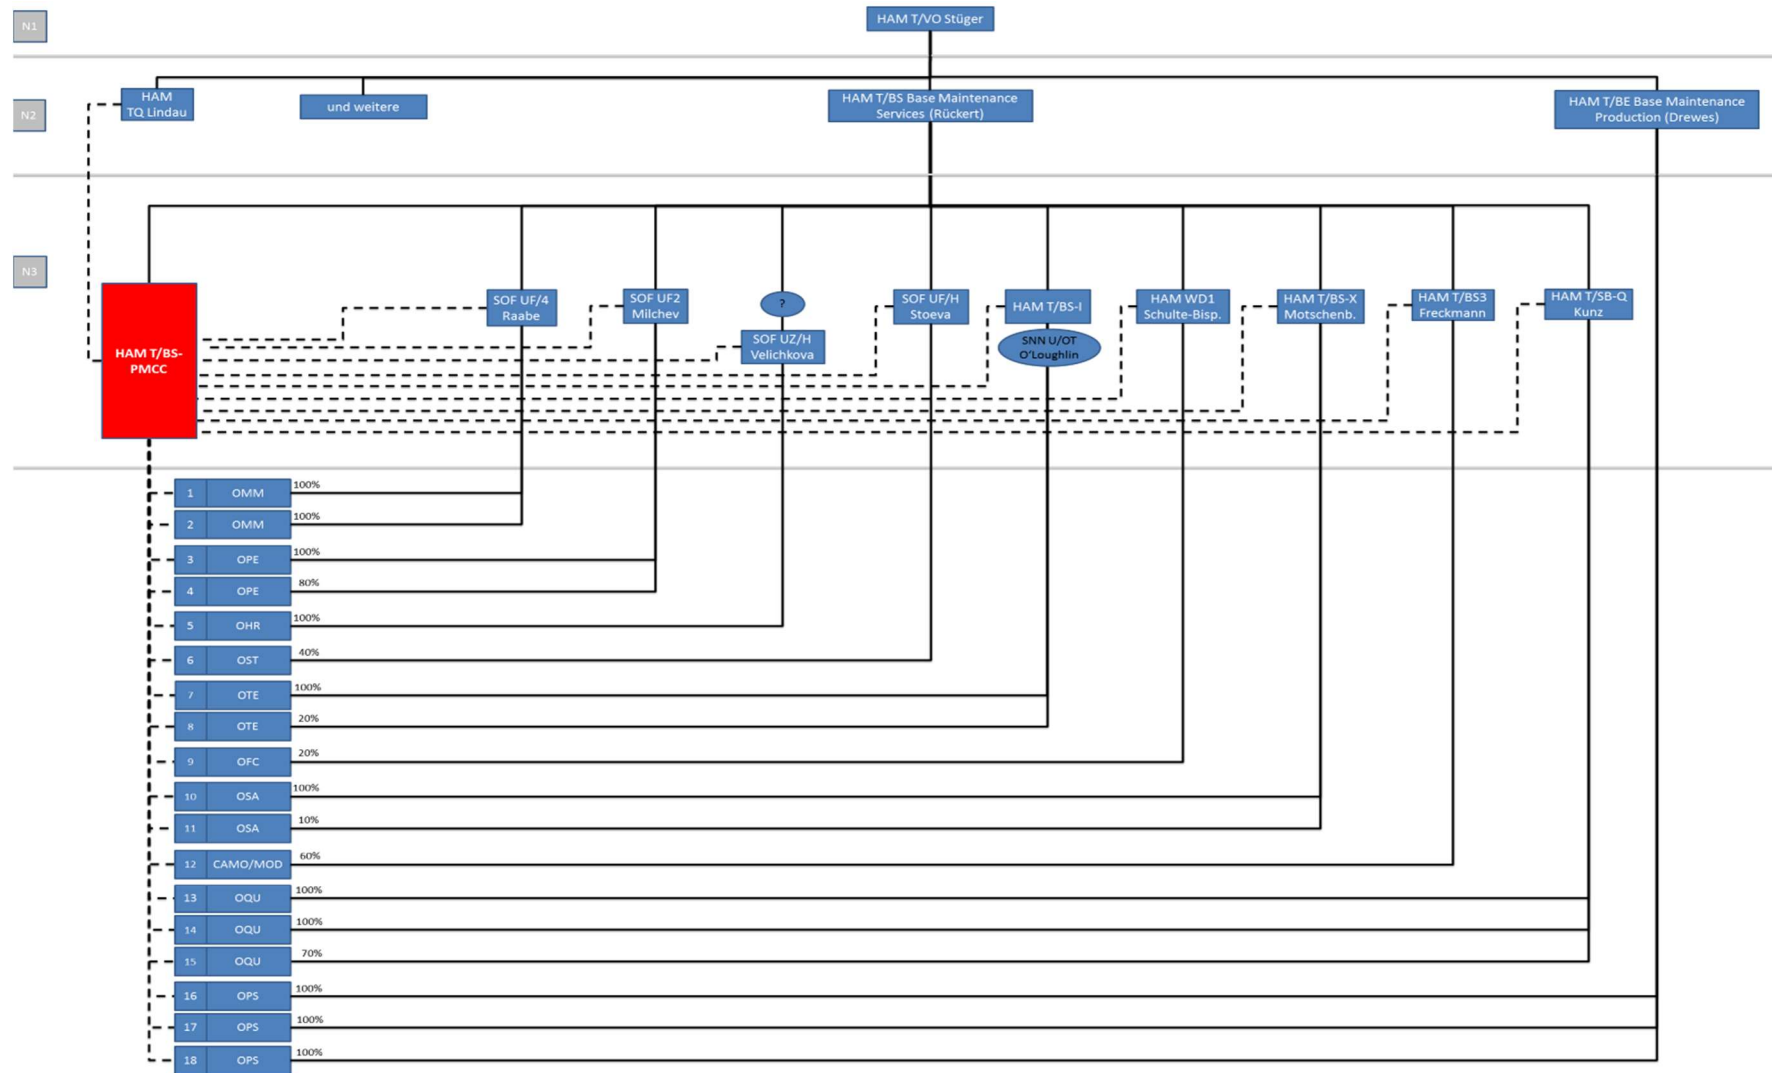 N1
HAM T/VO Stüger
N2
HAM
TQ Lindau
und weitere
HAM T/BS Base Maintenance
Services (Rückert)
HAM T/BE Base Maintenance
Production (Drewes)
N3
HAM T/BS-
PMCC
SOF UF/4
Raabe
SOF UF2
Milchev
?
SOF UZ/H
Velichkova
SOF UF/H
Stoeva
HAM T/BS-I
SNN U/OT
O‘Loughlin
HAM WD1
Schulte-Bisp.
HAM T/BS-X
Motschenb.
HAM T/BS3
Freckmann
HAM T/SB-Q
Kunz
1 OMM 100%
2 OMM 100%
3 OPE 100%
4 OPE 80%
5 OHR 100%
6 OST 40%
7 OTE 100%
8 OTE 20%
9 OFC 20%
10 OSA 100%
11 OSA 10%
12 CAMO/MOD 60%
13 OQU 100%
14 OQU 100%
15 OQU 70%
16 OPS 100%
17 OPS 100%
18 OPS 100%